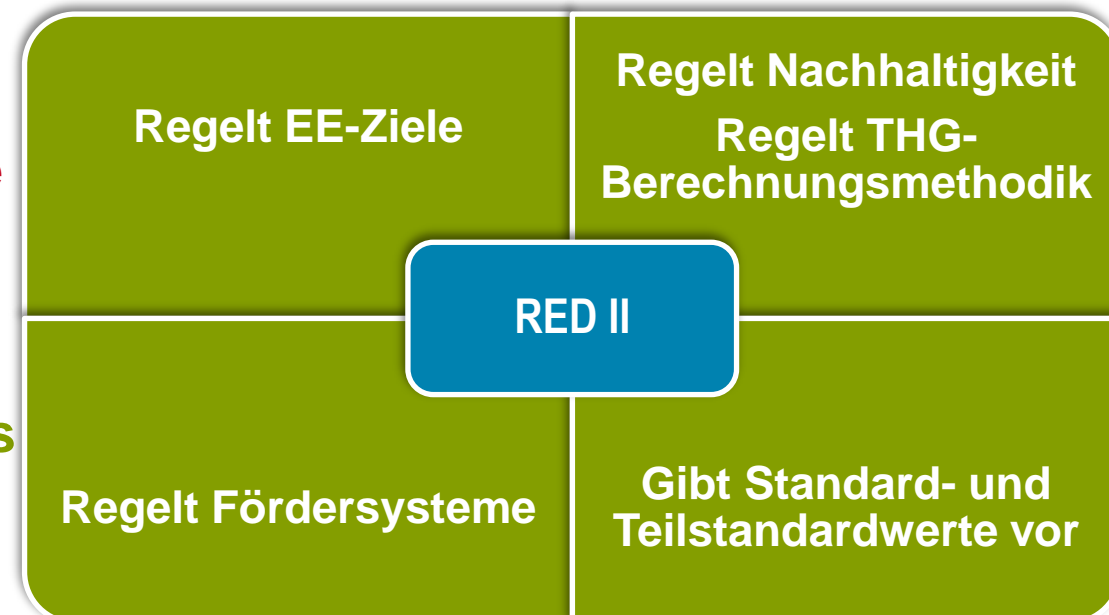 Regelt EE-Ziele
Regelt Nachhaltigkeit
Regelt THG-
Berechnungsmethodik
RED II
Regelt Fördersysteme
Gibt Standard- und
Teilstandardwerte vor